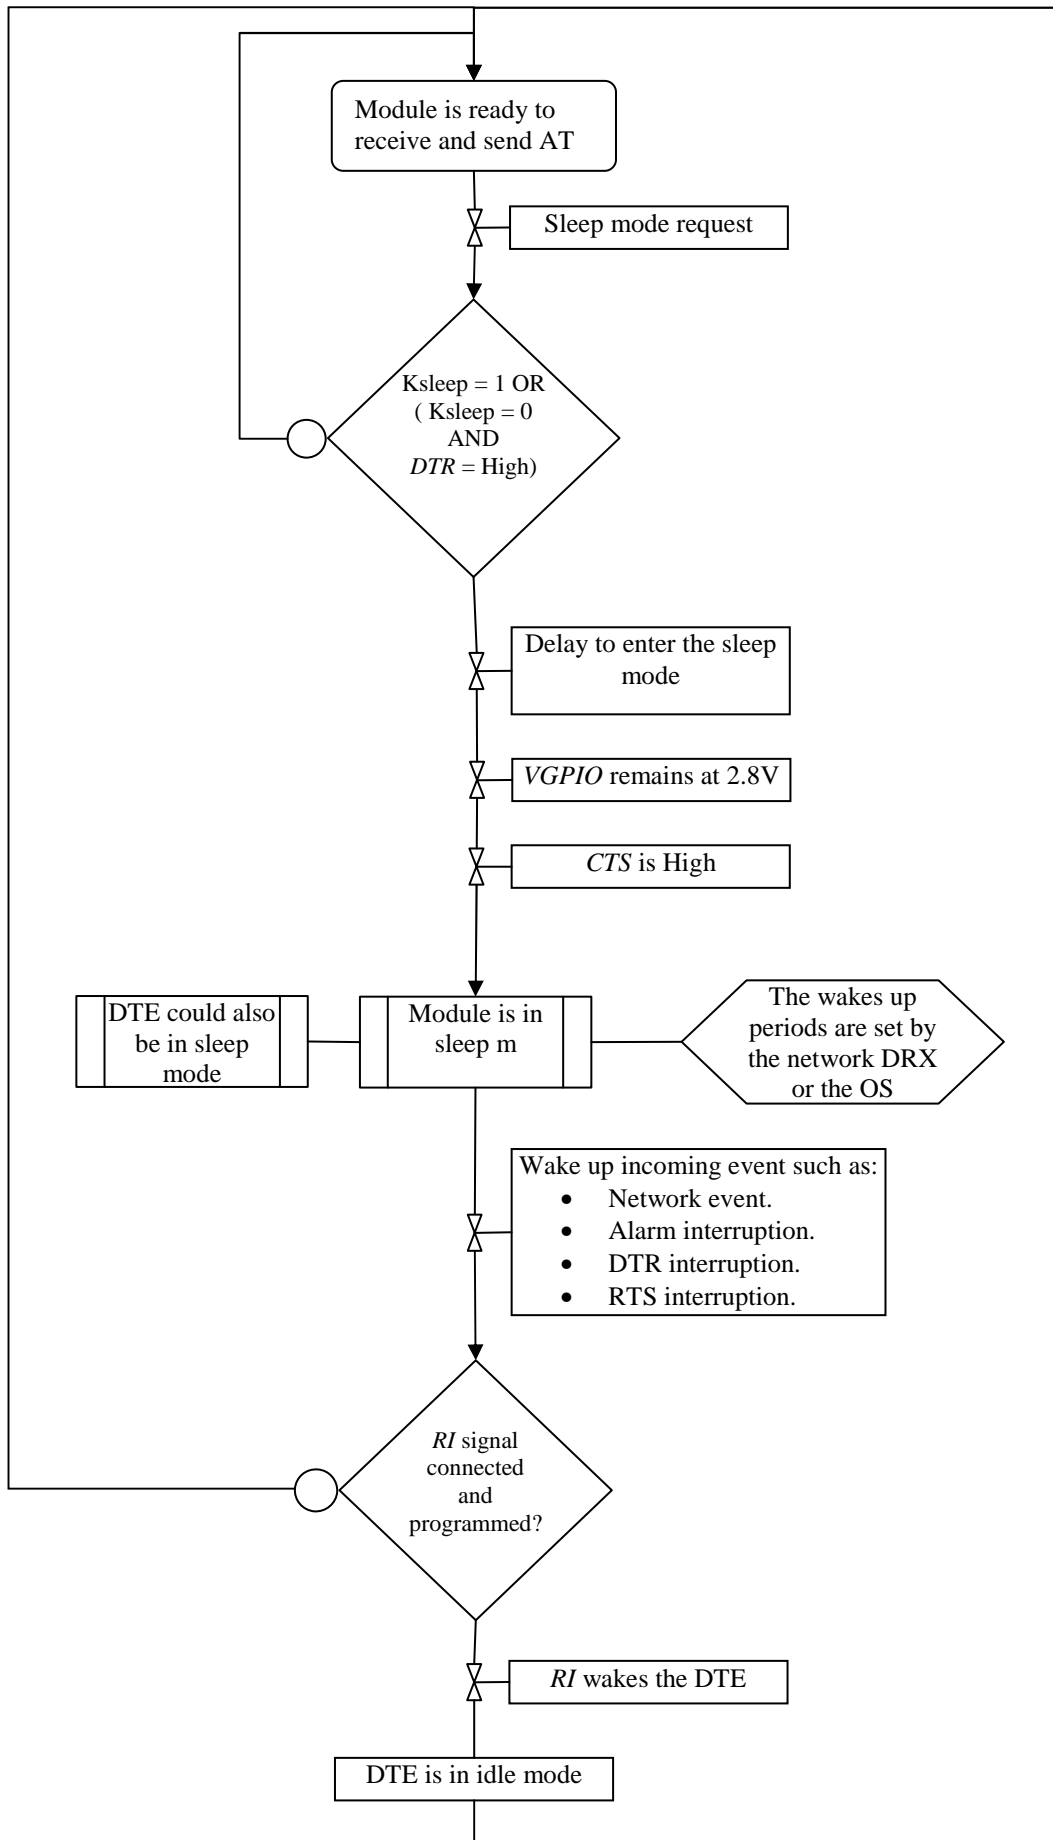 Module is ready to
receive and send AT
Sleep mode request
Ksleep = 1 OR
( Ksleep = 0
AND
DTR = High)
Delay to enter the sleep
mode
VGPIO remains at 2.8V
CTS is High
DTE could also
be in sleep
mode
Module is in
sleep m
The wakes up
periods are set by
the network DRX
or the OS
Wake up incoming event such as:
• Network event.
• Alarm interruption.
• DTR interruption.
• RTS interruption.
RI signal
connected
and
programmed?
RI wakes the DTE
DTE is in idle mode